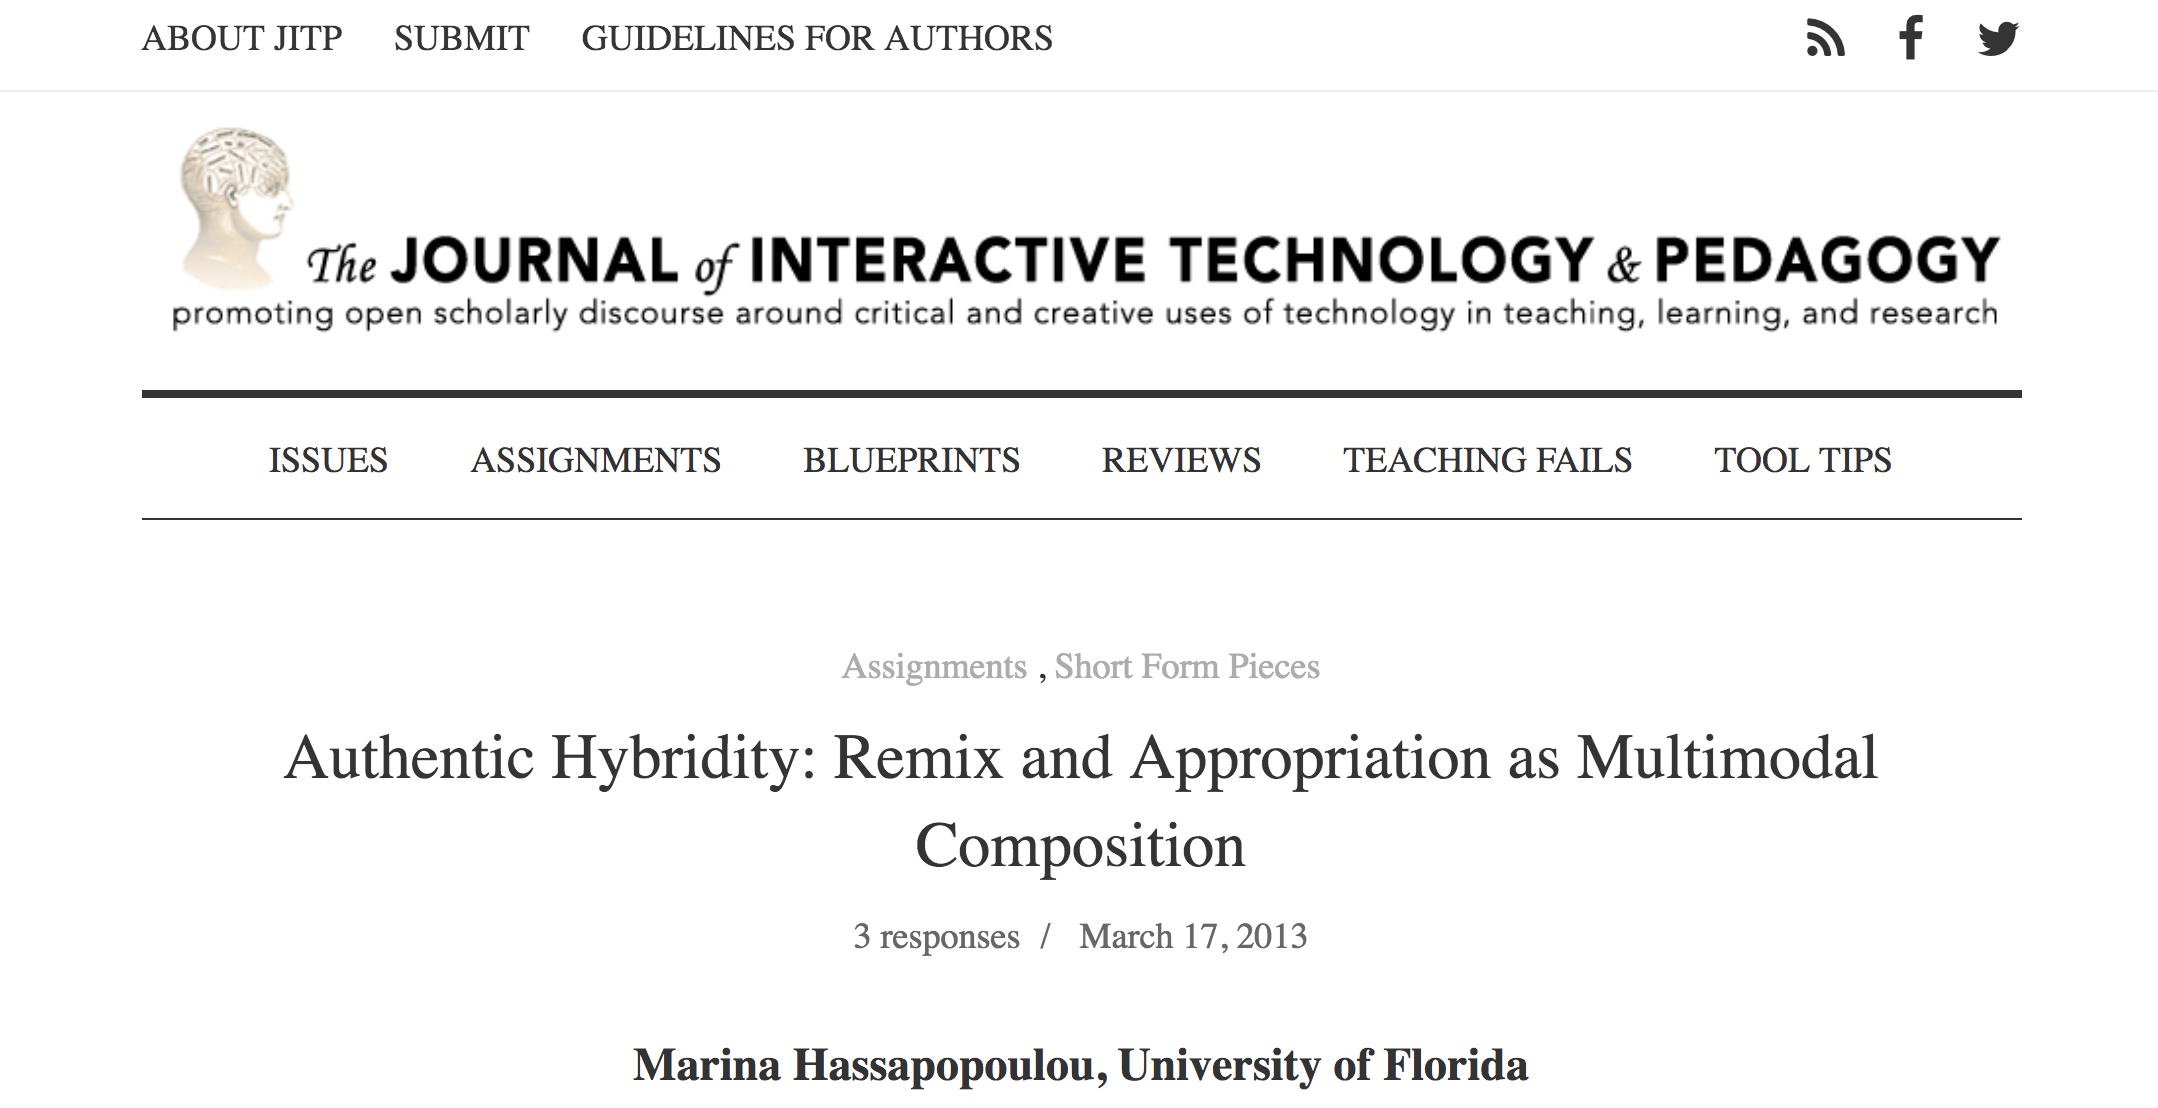 ABOUT JITP SUBMIT GUIDELINES FOR AUTHORS
The JOURNAL of INTERACTIVE TECHNOLOGY & PEDAGOGY
promoting open scholarly discourse around critical and creative uses of technology in teaching, learning, and research
ISSUES ASSIGNMENTS BLUEPRINTS REVIEWS TEACHING FAILS TOOL TIPS
Assignments , Short Form Pieces
Authentic Hybridity: Remix and Appropriation as Multimodal
Composition
3 responses / March 17, 2013
Marina Hassapopoulou, University of Florida